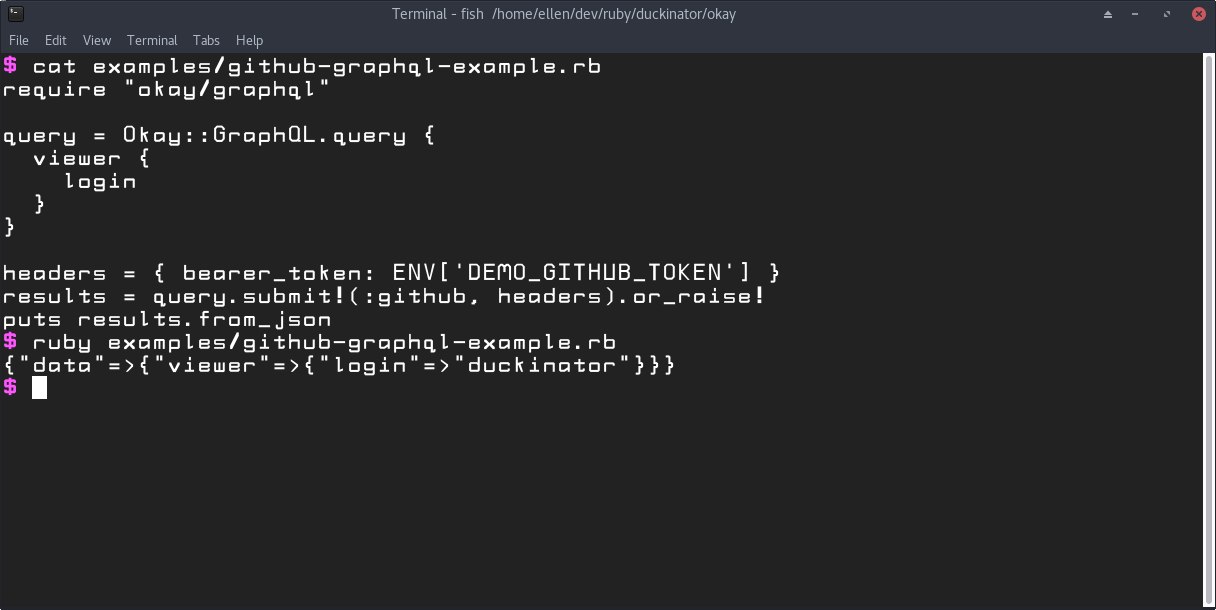 Terminal - fish /home/ellen/dev/ruby/duckinator/okay
File Edit View Terminal Tabs Help
$ cat examples/github-graphql-example.rb
require "okay/graphql"
query = Okay::GraphQL.query {
  viewer {
    login
  }
}
headers = { bearer_token: ENV['DEMO_GITHUB_TOKEN'] }
results = query.submit!(:github, headers).or_raise!
puts results.from_json
$ ruby examples/github-graphql-example.rb
{"data"=>{"viewer"=>{"login"=>"duckinator"}}}
$